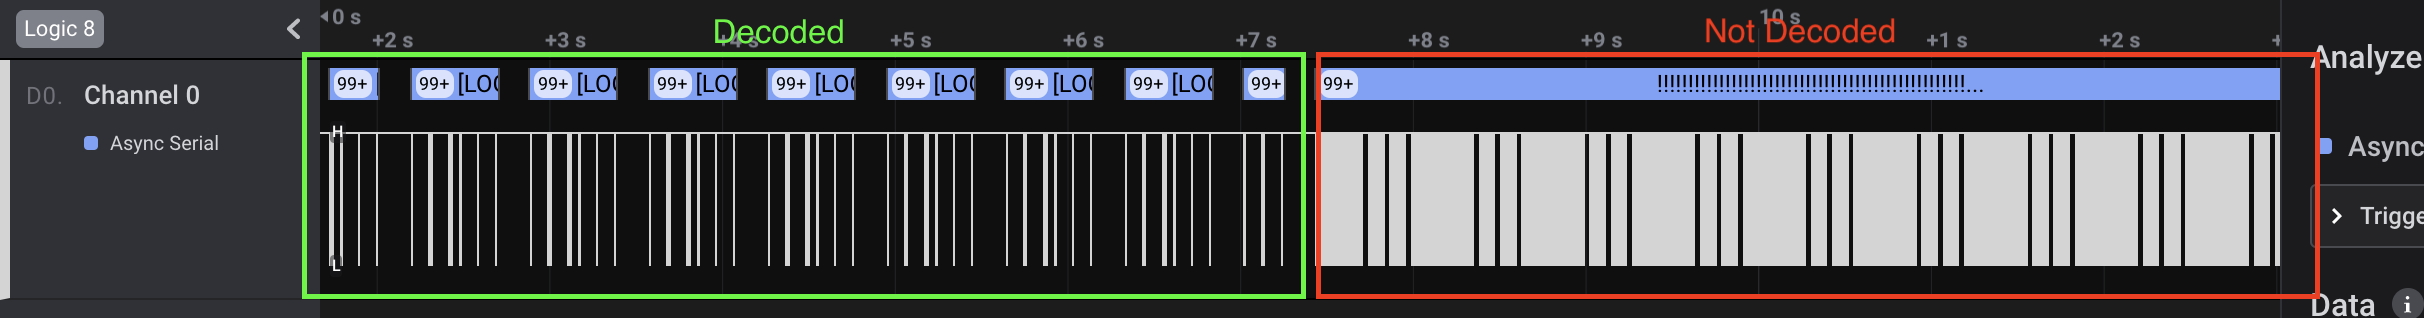 Logic 8
0 s
+2 s
+3 s
+4 s
+5 s
+6 s
+7 s
+8 s
+9 s
10 s
+1 s
+2 s
+
Decoded
Not Decoded
99+
99+ [LO
99+ [LO
99+ [LO
99+ [LO
99+ [LO
99+ [LO
99+ [LO
99+
99+
!!!!!!!!!!!!!!!!!!!!!!!!!!!!!!!!!!!!!!!!!!!!!!!!!!...
D0. Channel 0
Async Serial
H
L
Analyze
Async
Trigge
Data i